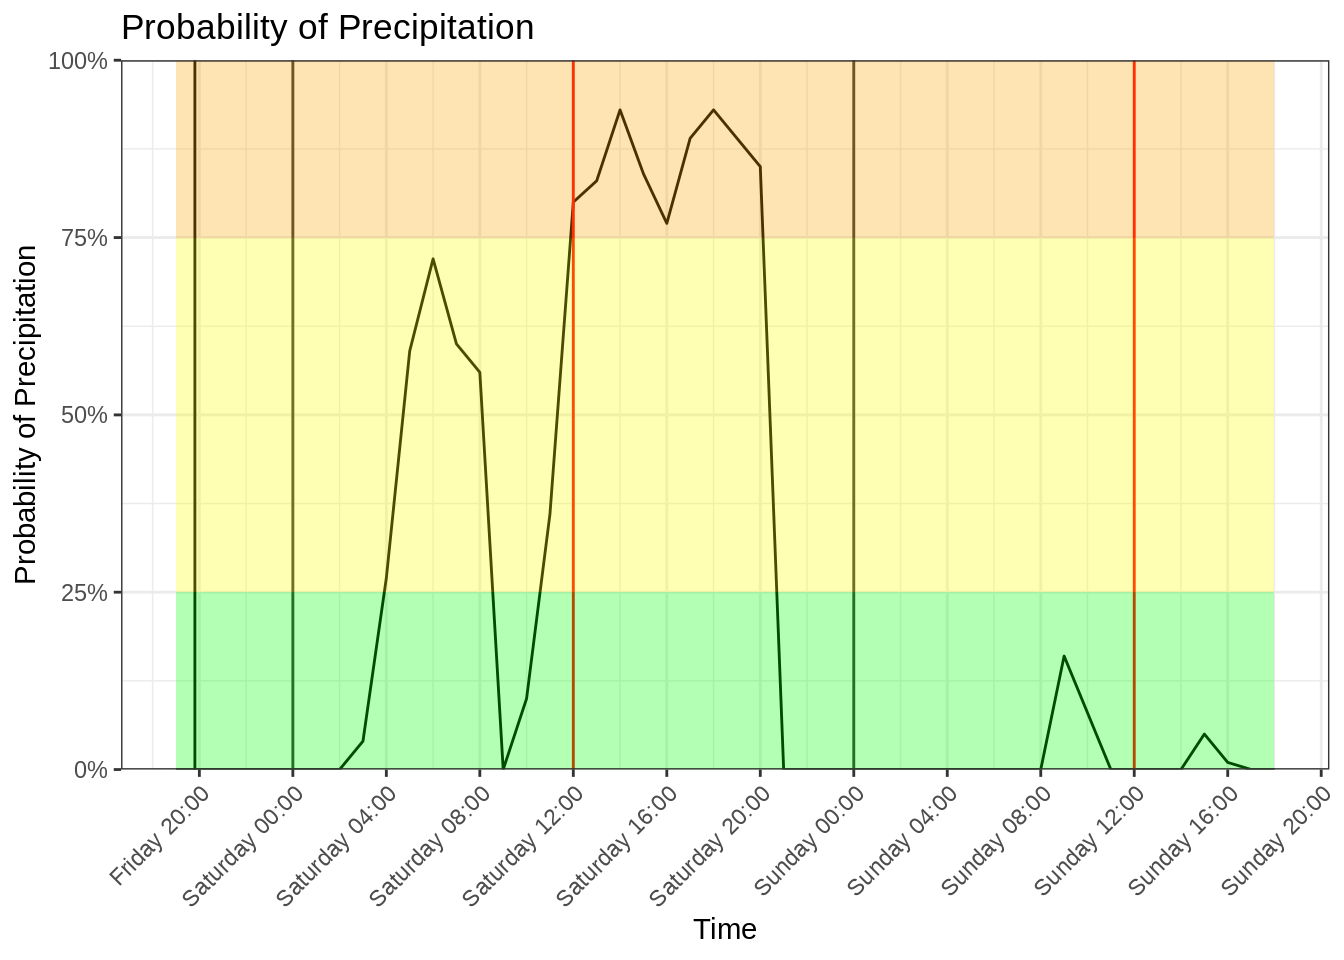 Probability of Precipitation
Probability of Precipitation
100%
75%
50%
25%
0%
Friday 20:00
Saturday 00:00
Saturday 04:00
Saturday 08:00
Saturday 12:00
Saturday 16:00
Saturday 20:00
Sunday 00:00
Sunday 04:00
Sunday 08:00
Sunday 12:00
Sunday 16:00
Sunday 20:00
Time